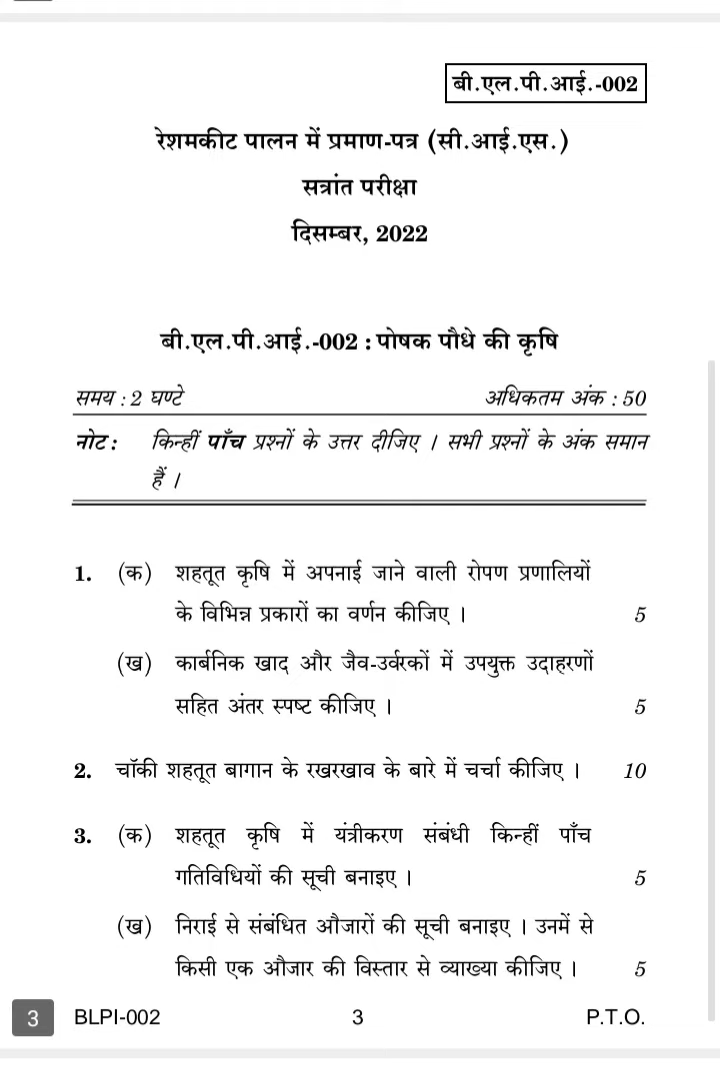 बी.एल.पी.आई.-002
रेशमकीट पालन में प्रमाण-पत्र (सी.आई.एस.)
सत्रांत परीक्षा
दिसम्बर, 2022
बी.एल.पी.आई.-002 : पोषक पौधे की कृषि
समय : 2 घण्टे अधिकतम अंक : 50
नोट : किन्हीं पाँच प्रश्नों के उत्तर दीजिए । सभी प्रश्नों के अंक समान
हैं ।
1. (क) शहतूत कृषि में अपनाई जाने वाली रोपण प्रणालियों
के विभिन्न प्रकारों का वर्णन कीजिए । 5
(ख) कार्बनिक खाद और जैव-उर्वरकों में उपयुक्त उदाहरणों
सहित अंतर स्पष्ट कीजिए । 5
2. चॉकी शहतूत बागान के रखरखाव के बारे में चर्चा कीजिए । 10
3. (क) शहतूत कृषि में यंत्रीकरण संबंधी किन्हीं पाँच
गतिविधियों की सूची बनाइए । 5
(ख) निराई से संबंधित औजारों की सूची बनाइए । उनमें से
किसी एक औजार की विस्तार से व्याख्या कीजिए । 5
3 BLPI-002 3 P.T.O.